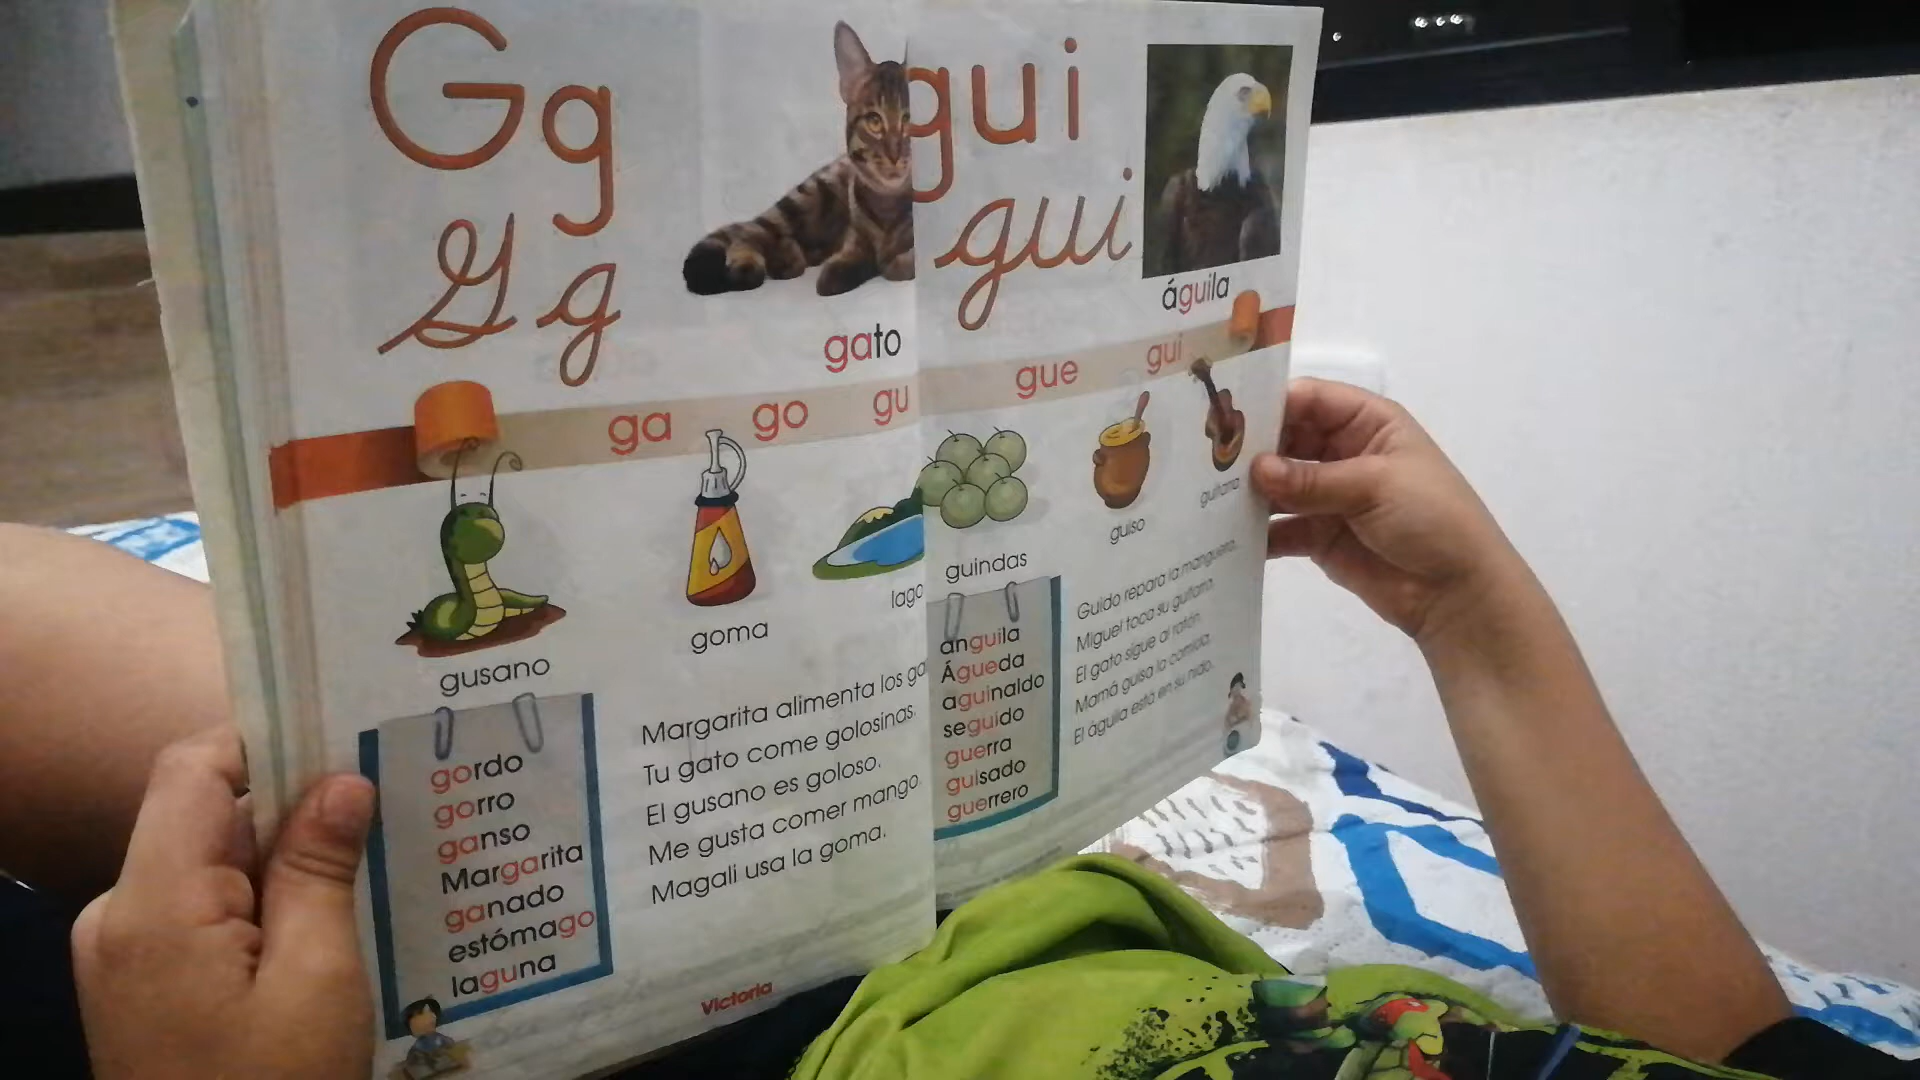 Gg
Gg
gato
ga go gu
gusano
goma
lago
gordo
gorro
ganso
Margarita
ganado
estómago
laguna
Margarita alimenta los ga
Tu gato come golosinas.
El gusano es goloso.
Me gusta comer mango.
Magali usa la goma.
Victoria
gui
gui
águila
gue gui
guindas
guiso
guitarra
anguila
Águeda
aguinaldo
seguido
guerra
guisado
guerrero
Guido repara la manguera.
Miguel toca su guitarra.
El gato sigue al ratón.
Mamá guisa la comida.
El águila está en su nido.